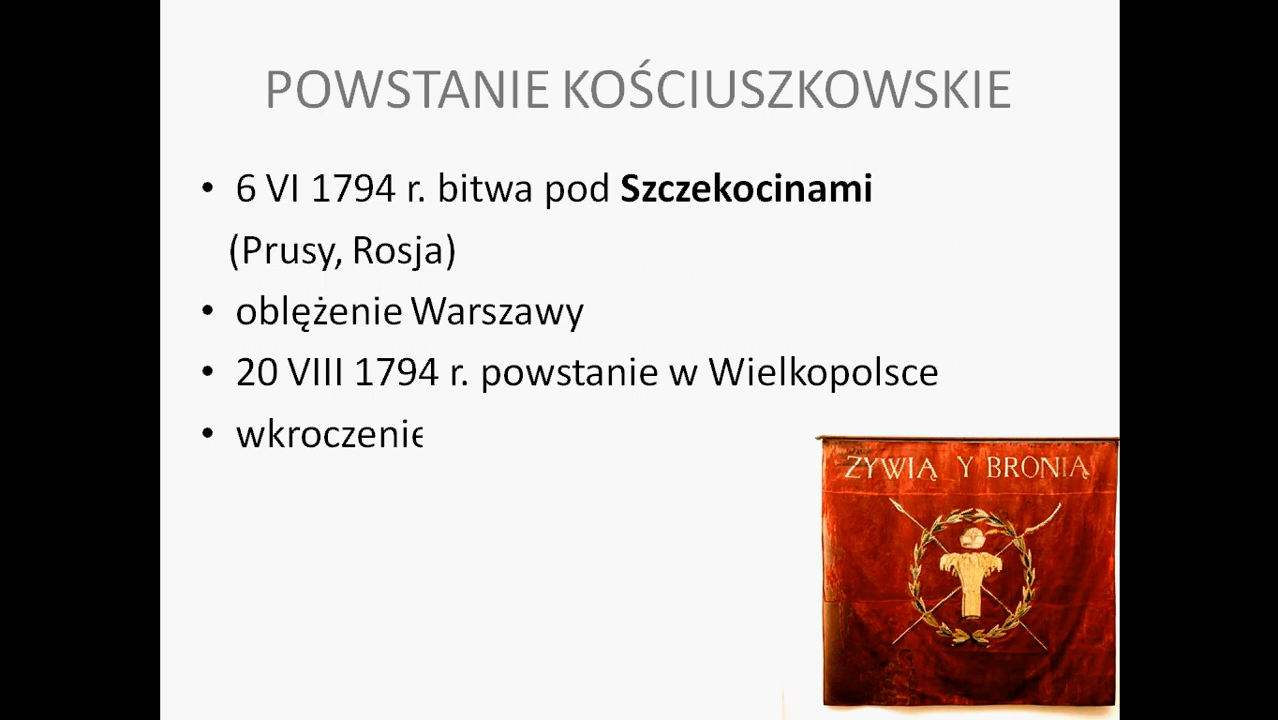 POWSTANIE KOŚCIUSZKOWSKIE
• 6 VI 1794 r. bitwa pod Szczekocinami
(Prusy, Rosja)
• oblężenie Warszawy
• 20 VIII 1794 r. powstanie w Wielkopolsce
• wkroczenie
ŻYWIĄ Y BRONIĄ